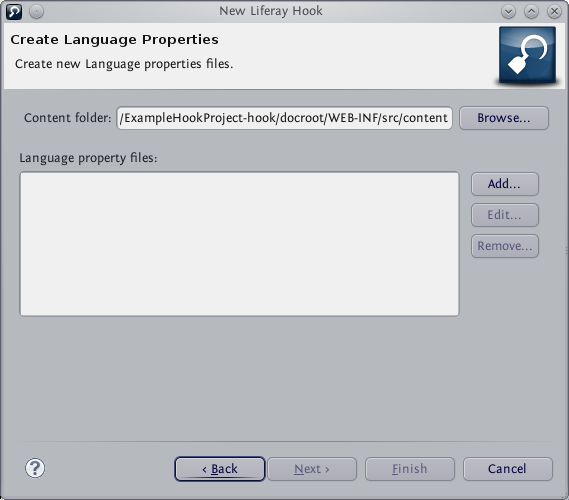 New Liferay Hook
Create Language Properties
Create new Language properties files.
Content folder: /ExampleHookProject-hook/docroot/WEB-INF/src/content Browse...
Language property files:
Add...
Edit...
Remove...
? < Back Next > Finish Cancel